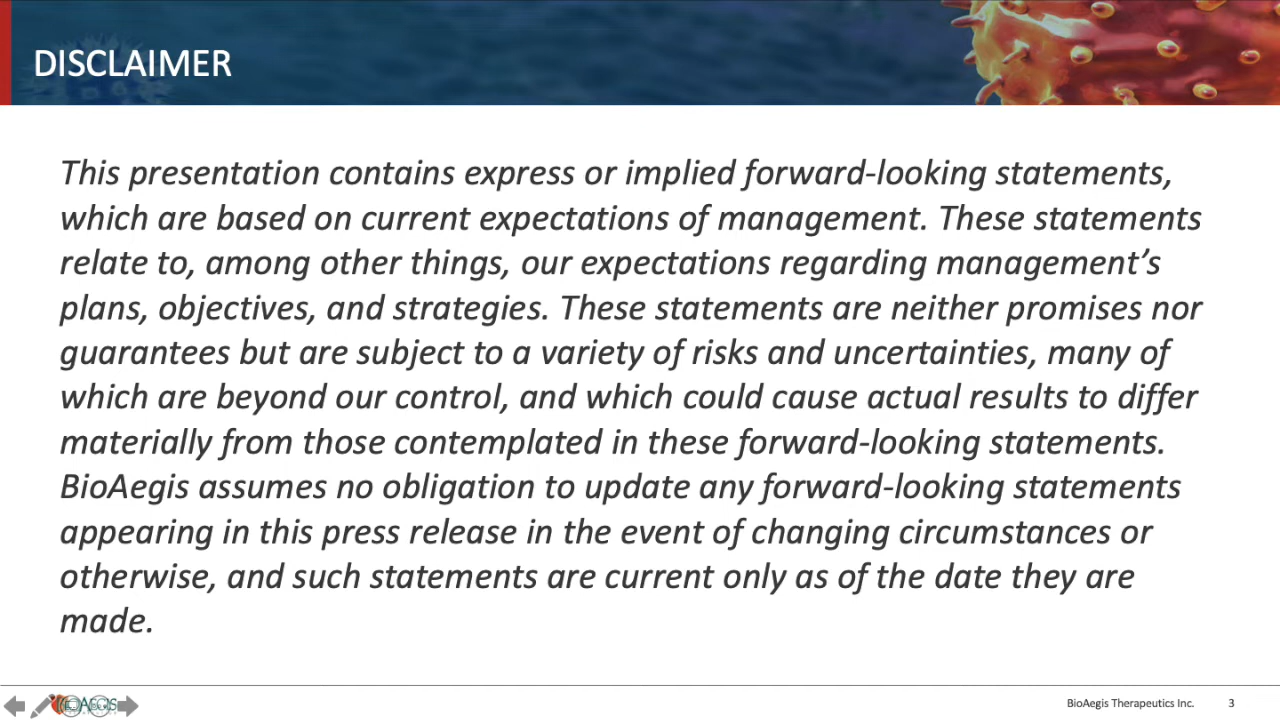 DISCLAIMER
This presentation contains express or implied forward-looking statements,
which are based on current expectations of management. These statements
relate to, among other things, our expectations regarding management’s
plans, objectives, and strategies. These statements are neither promises nor
guarantees but are subject to a variety of risks and uncertainties, many of
which are beyond our control, and which could cause actual results to differ
materially from those contemplated in these forward-looking statements.
BioAegis assumes no obligation to update any forward-looking statements
appearing in this press release in the event of changing circumstances or
otherwise, and such statements are current only as of the date they are
made.
BioAegis Therapeutics Inc. 3